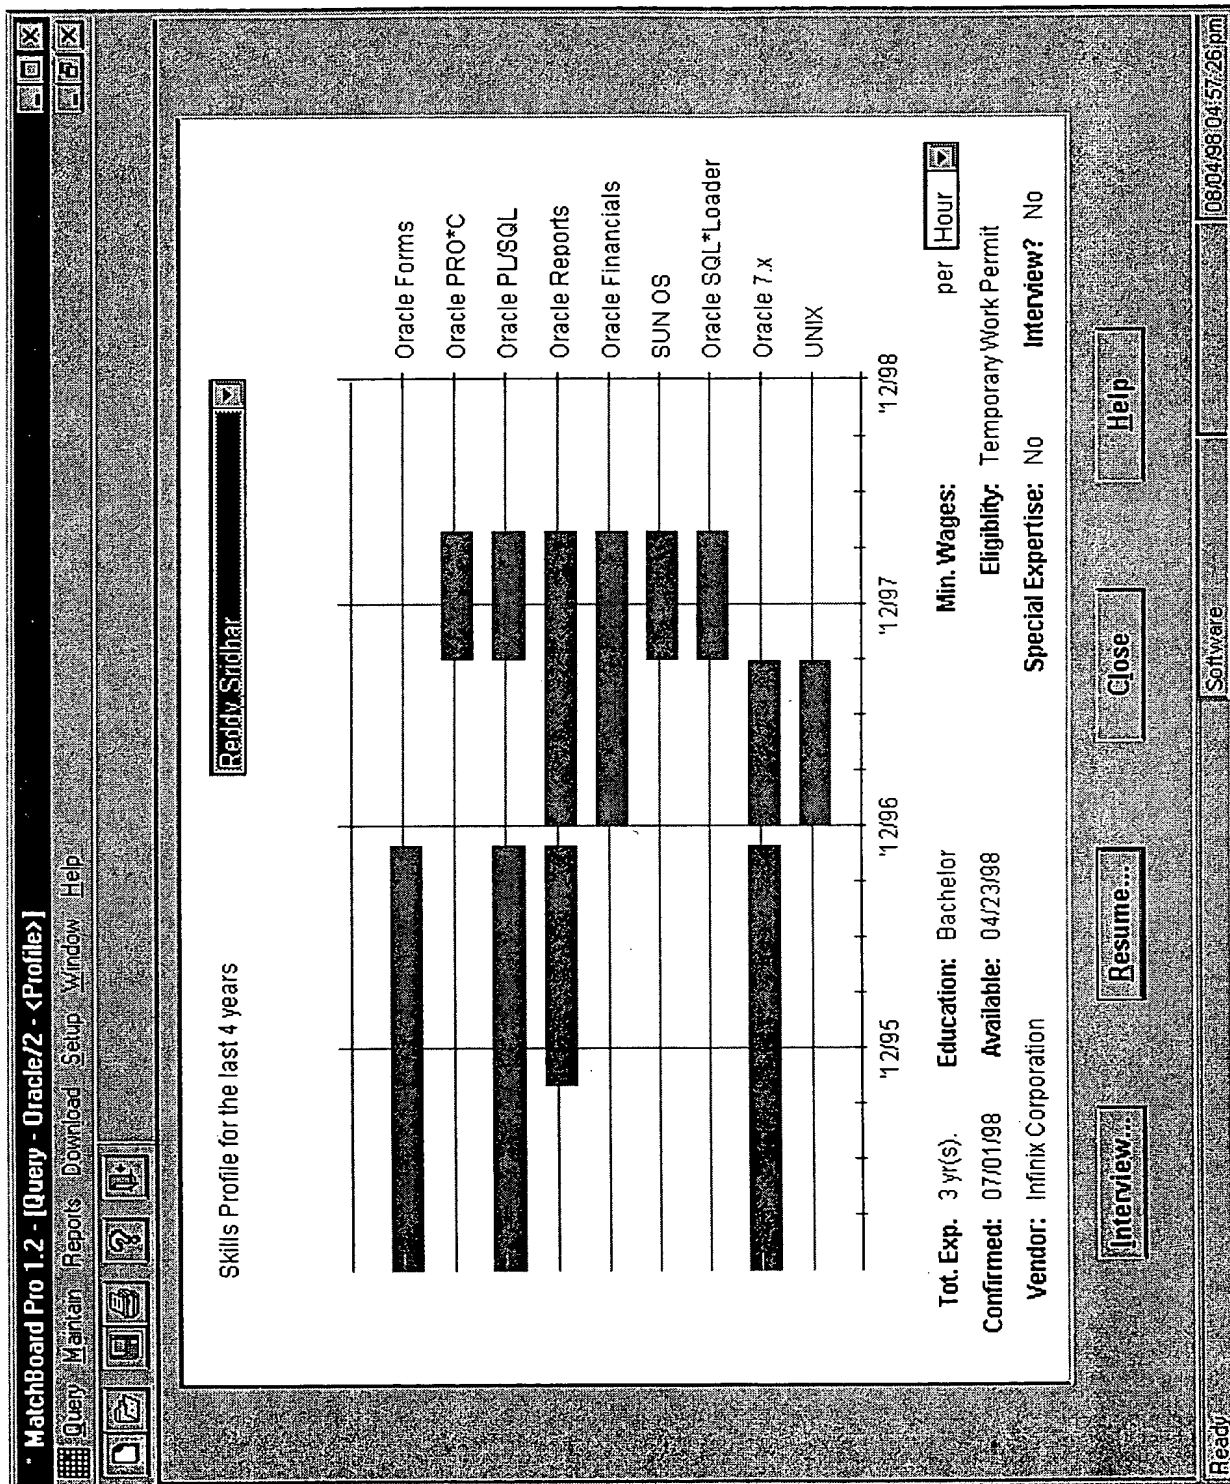 * MatchBoard Pro 1.2 - [Query - Oracle/2 - <Profile>]
Query Maintain Reports Download Setup Window Help
Skills Profile for the last 4 years
Reddy, Sridhar
Oracle Forms
Oracle PRO*C
Oracle PL/SQL
Oracle Reports
Oracle Financials
SUN OS
Oracle SQL*Loader
Oracle 7.x
UNIX
'12/95 '12/96 '12/97 '12/98
Tot. Exp. 3 yr(s). Education: Bachelor Min. Wages: per Hour
Confirmed: 07/01/98 Available: 04/23/98 Eligiblity: Temporary Work Permit
Vendor: Infinix Corporation Special Expertise: No Interview? No
Interview... Resume... Close Help
Ready Software 08/04/98 04:57:26 pm